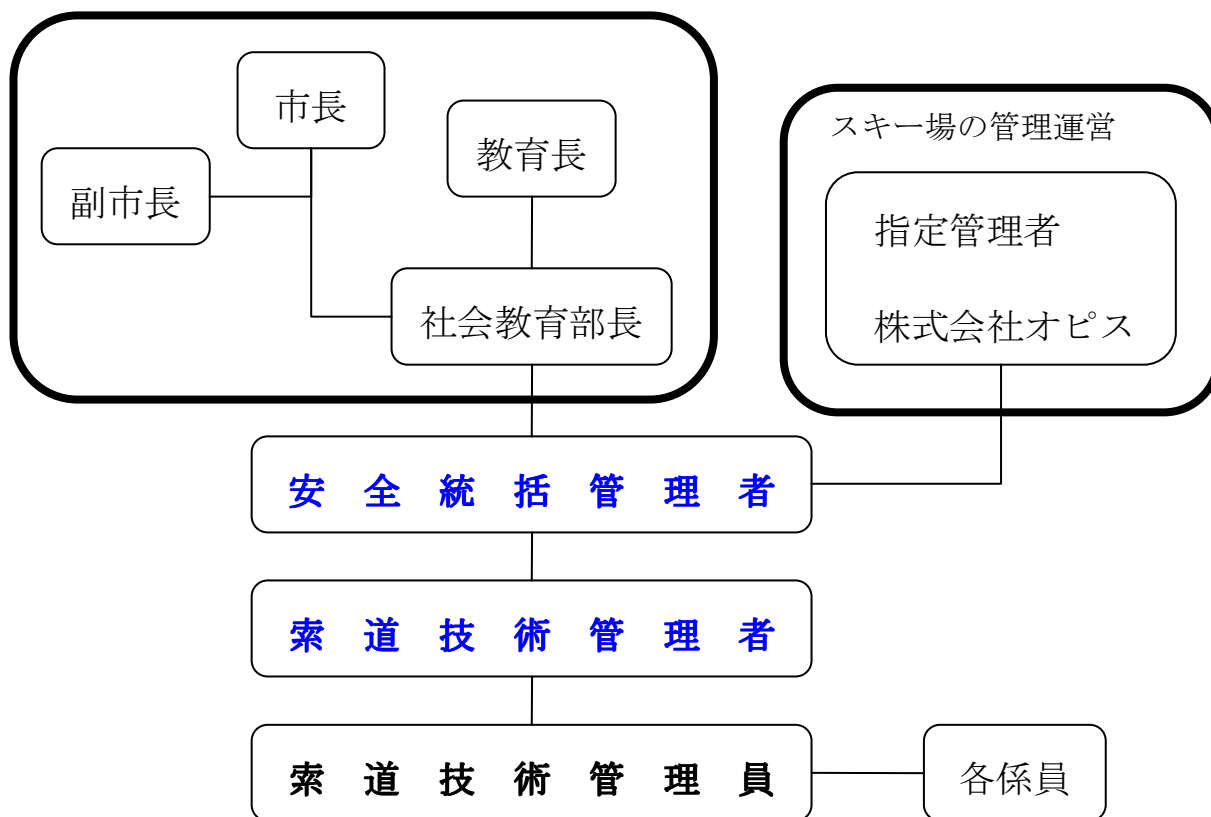 市長
教育長
副市長
社会教育部長
スキー場の管理運営
指定管理者
株式会社オピス
安全統括管理者
索道技術管理者
索道技術管理員
各係員